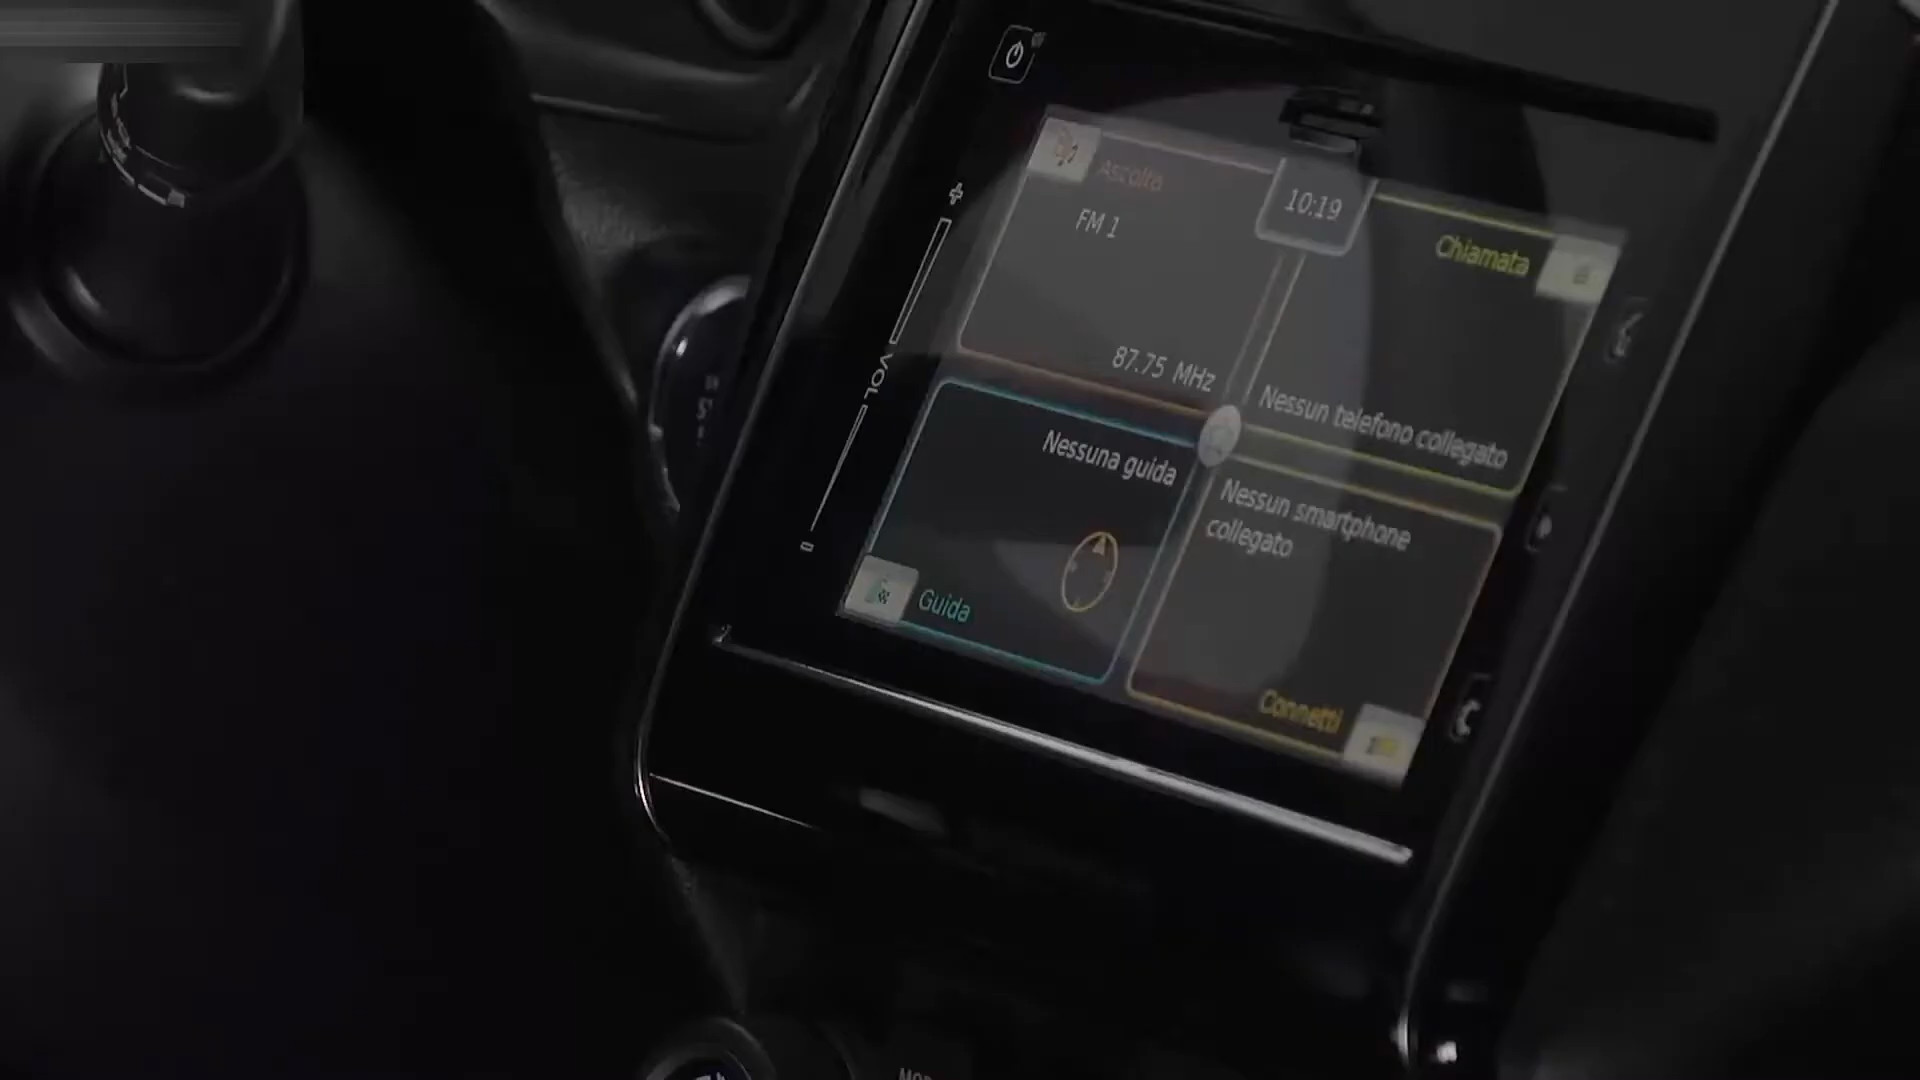 Ascolta
10:19
FM 1
Chiamata
87.75 MHz
VOL
Nessun telefono collegato
Nessuna guida
Nessun smartphone
collegato
Guida
Connetti